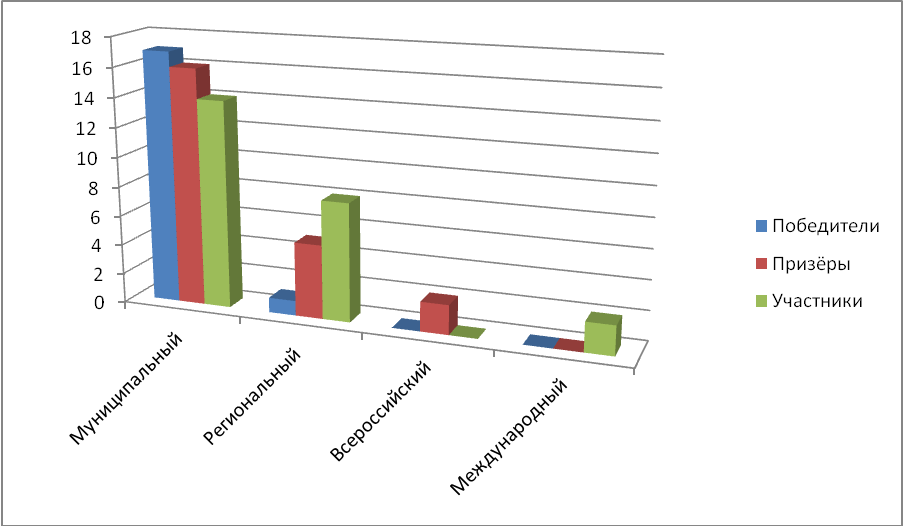 18
16
14
12
10
8
6
4
2
0
Муниципальный
Региональный
Всероссийский
Международный
Победители
Призёры
Участники